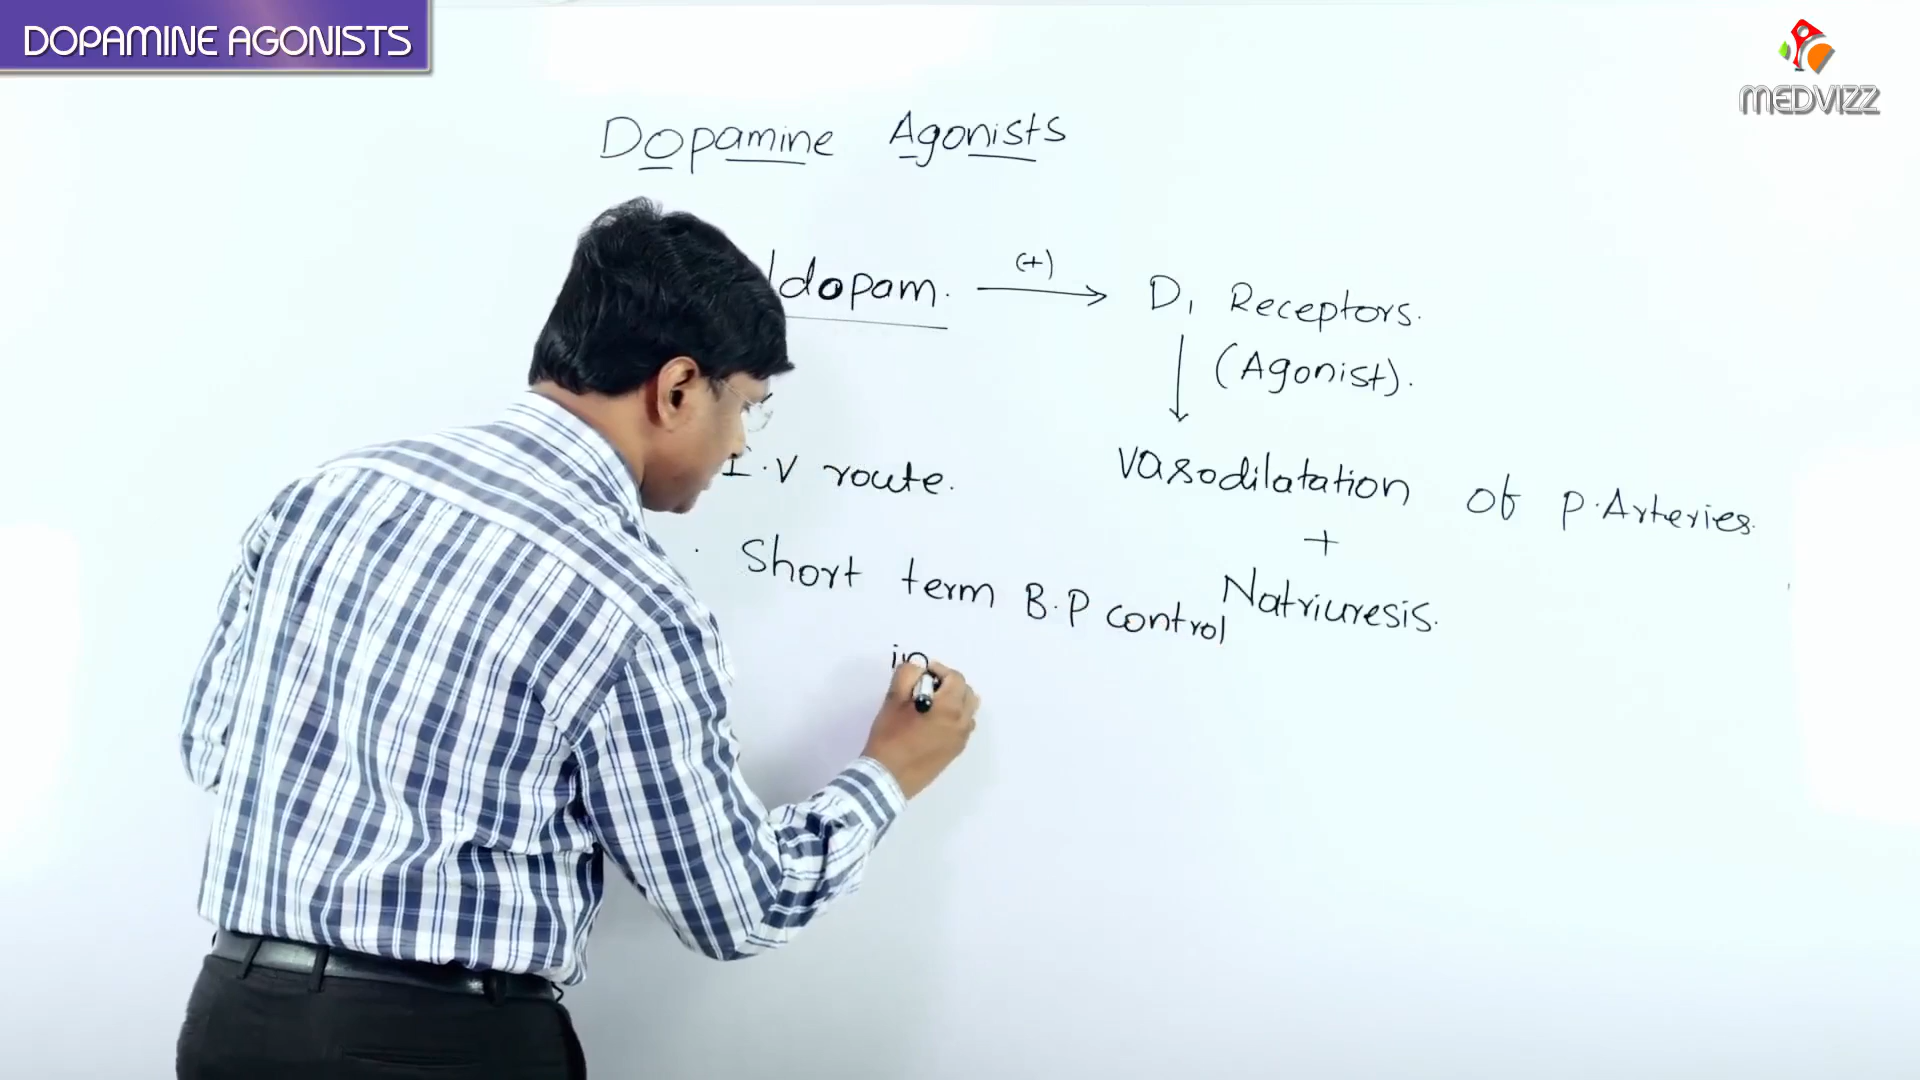 DOPAMINE AGONISTS
MEDVIZZ
Dopamine Agonists
ldopam. (+) D1 Receptors.
(Agonist).
I.V route.
vasodilatation of P.Arteries.
+
Short term B.P control
Natriuresis.
in